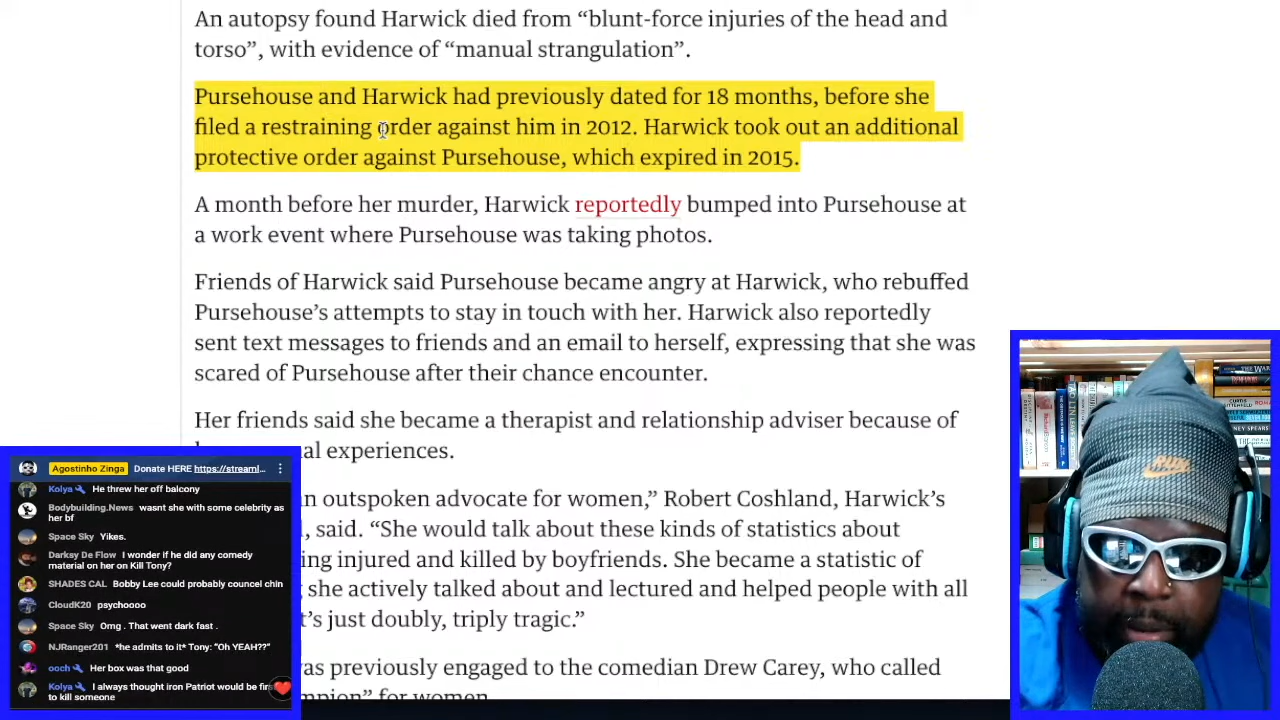 An autopsy found Harwick died from “blunt-force injuries of the head and
torso”, with evidence of “manual strangulation”.
Pursehouse and Harwick had previously dated for 18 months, before she
filed a restraining order against him in 2012. Harwick took out an additional
protective order against Pursehouse, which expired in 2015.
A month before her murder, Harwick reportedly bumped into Pursehouse at
a work event where Pursehouse was taking photos.
Friends of Harwick said Pursehouse became angry at Harwick, who rebuffed
Pursehouse’s attempts to stay in touch with her. Harwick also reportedly
sent text messages to friends and an email to herself, expressing that she was
scared of Pursehouse after their chance encounter.
Her friends said she became a therapist and relationship adviser because of
al experiences.
in outspoken advocate for women,” Robert Coshland, Harwick’s
, said. “She would talk about these kinds of statistics about
ing injured and killed by boyfriends. She became a statistic of
she actively talked about and lectured and helped people with all
t’s just doubly, triply tragic.”
was previously engaged to the comedian Drew Carey, who called
mpion” for women.
Agostinho Zinga Donate HERE https://streaml...
Kolya He threw her off balcony
Bodybuilding.News wasnt she with some celebrity as
her bf
Space Sky Yikes.
Darksy De Flow I wonder if he did any comedy
material on her on Kill Tony?
SHADES CAL Bobby Lee could probably councel chin
CloudK20 psychoooo
Space Sky Omg . That went dark fast .
NJRanger201 *he admits to it* Tony: “Oh YEAH??”
ooch Her box was that good
Kolya I always thought iron Patriot would be fir
to kill someone